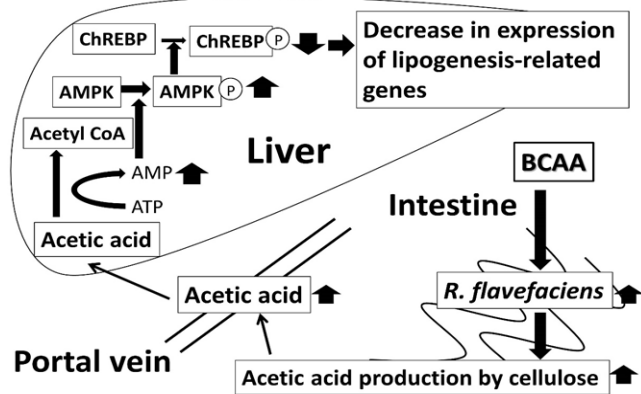 ChREBP
ChREBP P
Decrease in expression
of lipogenesis-related
genes
AMPK
AMPK P
Acetyl CoA
AMP
ATP
Liver
BCAA
Intestine
Acetic acid
R. flavefaciens
Acetic acid
Portal vein
Acetic acid production by cellulose